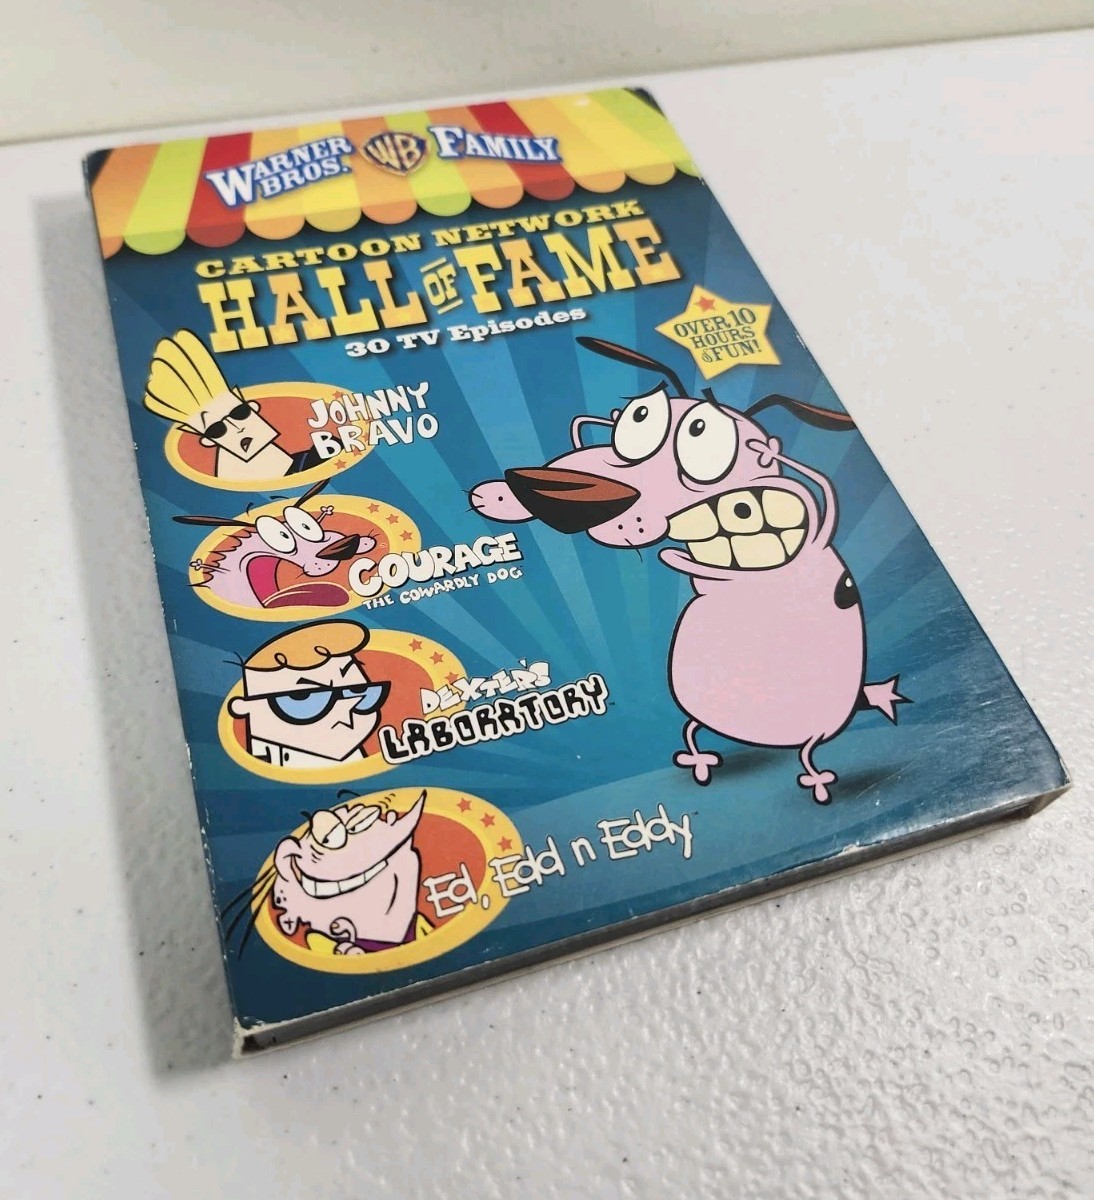 WARNER BROS. WB FAMILY
CARTOON NETWORK
HALL OF FAME
30 TV Episodes
OVER 10
HOURS
of FUN!
JOHNNY
BRAVO
COURAGE
THE COWARDLY DOG
DEXTER'S
LABORATORY
Ed, Edd n Eddy